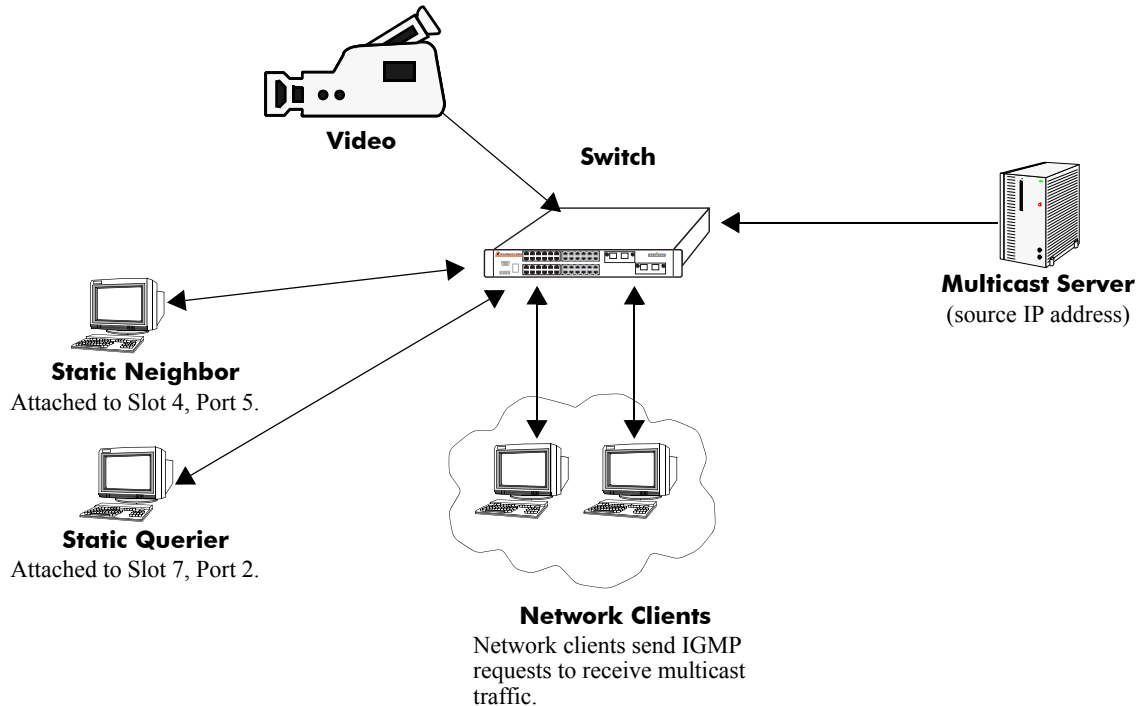 Video
Switch
Multicast Server
(source IP address)
Static Neighbor
Attached to Slot 4, Port 5.
Static Querier
Attached to Slot 7, Port 2.
Network Clients
Network clients send IGMP
requests to receive multicast
traffic.